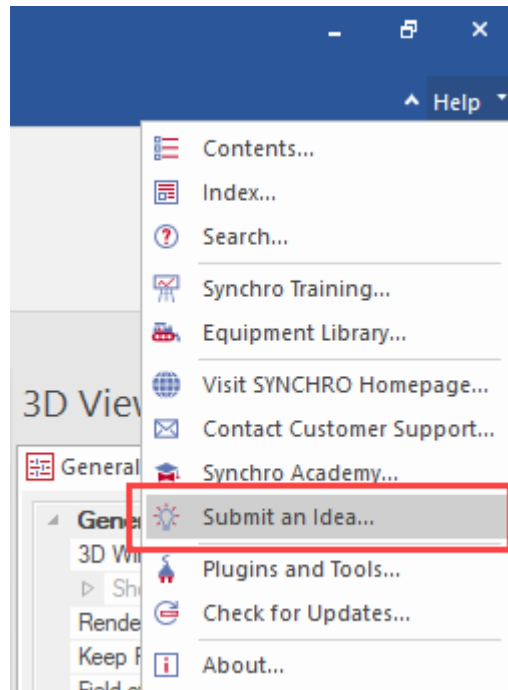 Help
Contents...
Index...
Search...
Synchro Training...
Equipment Library...
Visit SYNCHRO Homepage...
3D View
Contact Customer Support...
General
Synchro Academy...
Submit an Idea...
3D Wi
Plugins and Tools...
Sh
Rende
Check for Updates...
Keep
About...